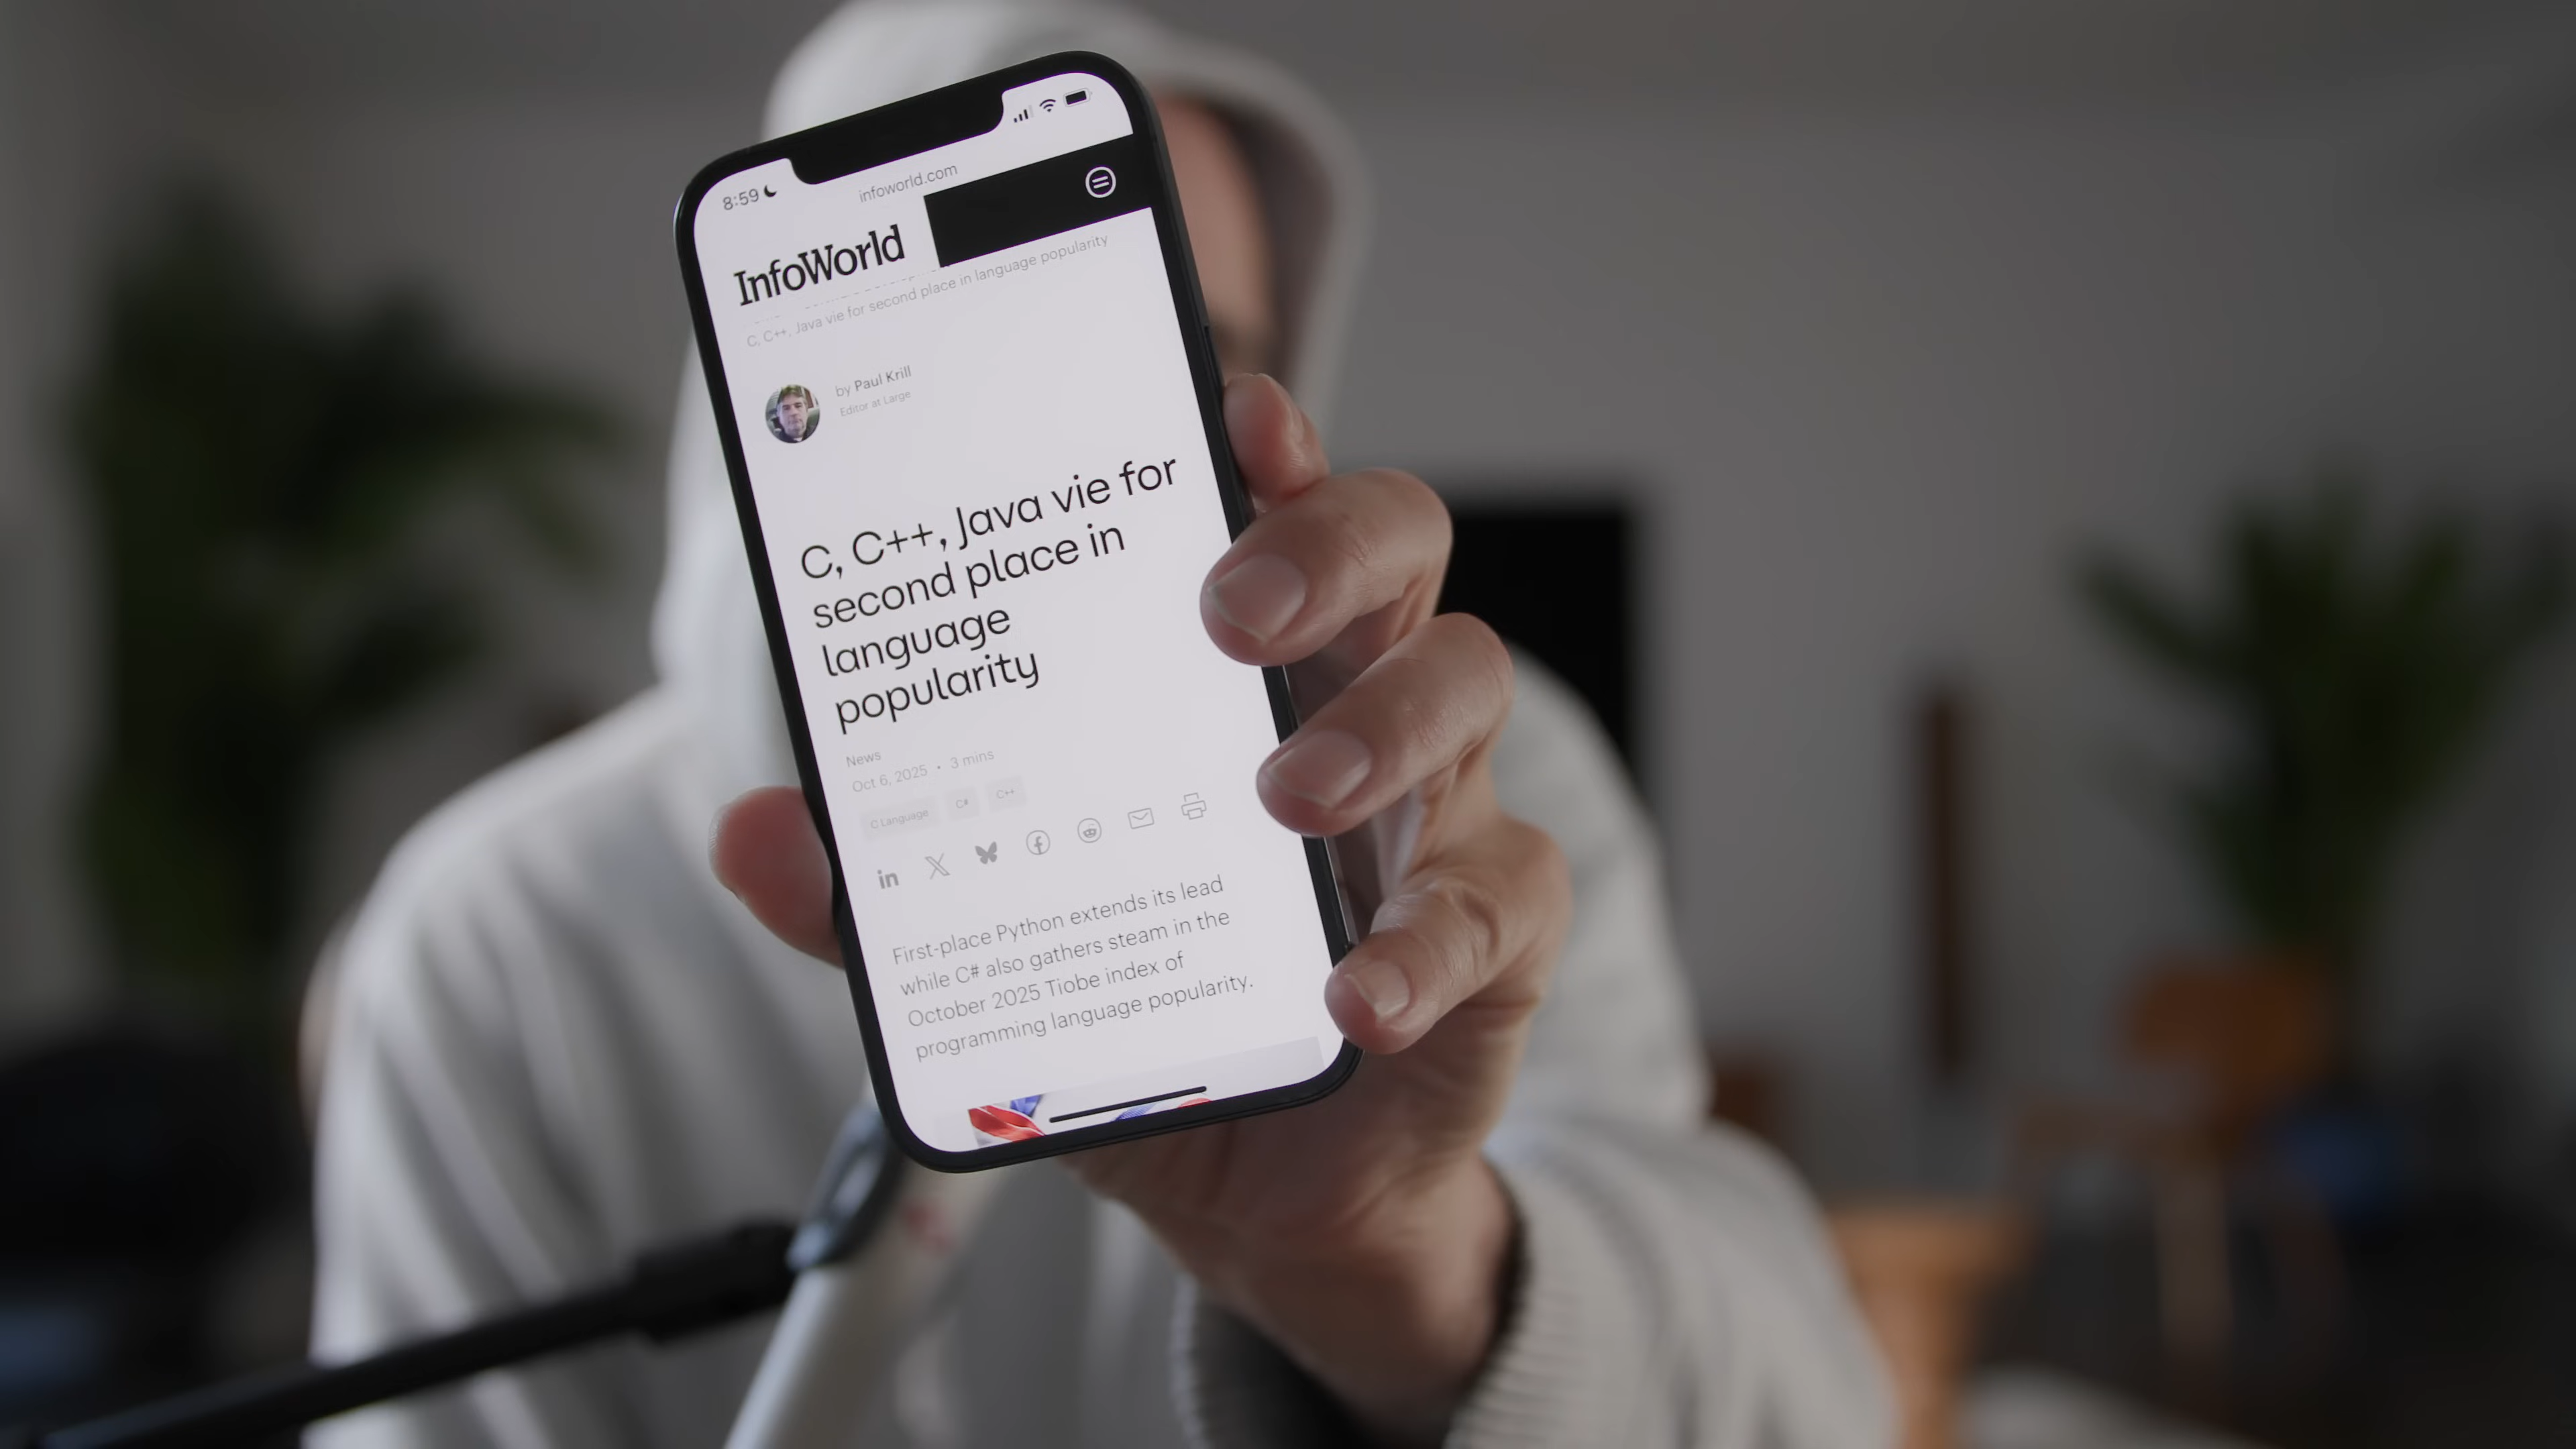 8:59
infoworld.com
InfoWorld
C, C++, Java vie for second place in language popularity
by Paul Krill
Editor at Large
C, C++, Java vie for
second place in
language
popularity
News
Oct 6, 2025 • 3 mins
C Language C# C++
in X f
First-place Python extends its lead
while C# also gathers steam in the
October 2025 Tiobe index of
programming language popularity.